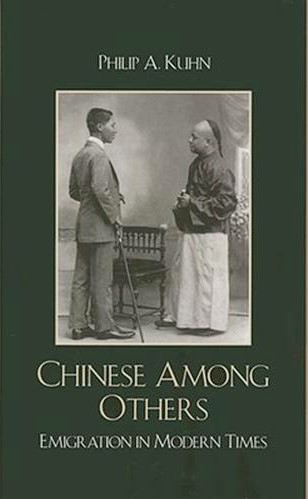 PHILIP A. KUHN
CHINESE AMONG
OTHERS
EMIGRATION IN MODERN TIMES